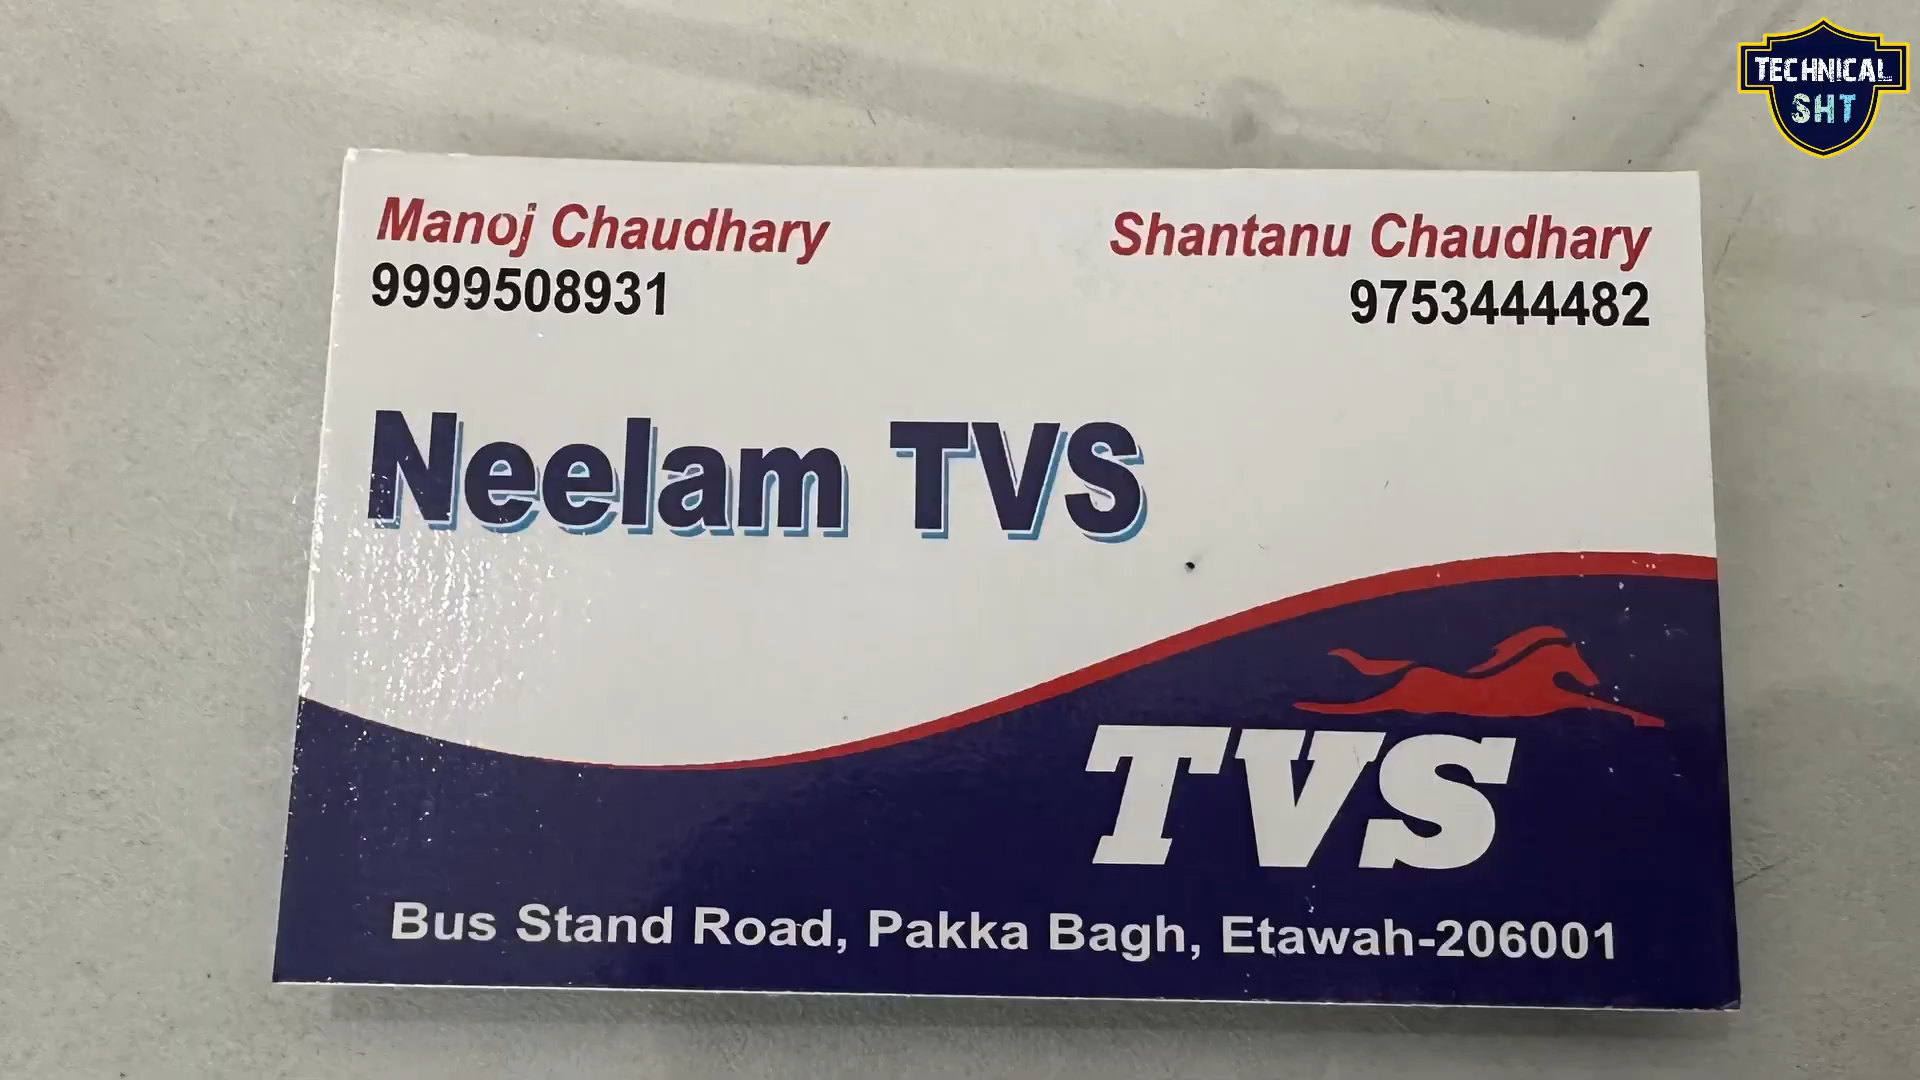 TECHNICAL
SHT
Manoj Chaudhary
9999508931
Shantanu Chaudhary
9753444482
Neelam TVS
TVS
Bus Stand Road, Pakka Bagh, Etawah-206001